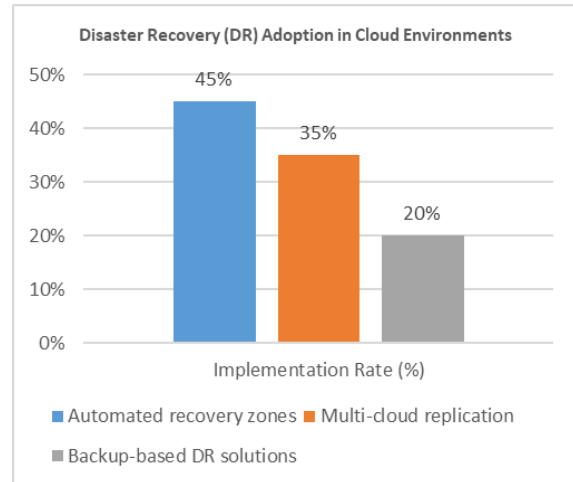 Disaster Recovery (DR) Adoption in Cloud Environments
50%
45%
40%
35%
30%
20%
20%
10%
0%
Implementation Rate (%)
Automated recovery zones
Multi-cloud replication
Backup-based DR solutions